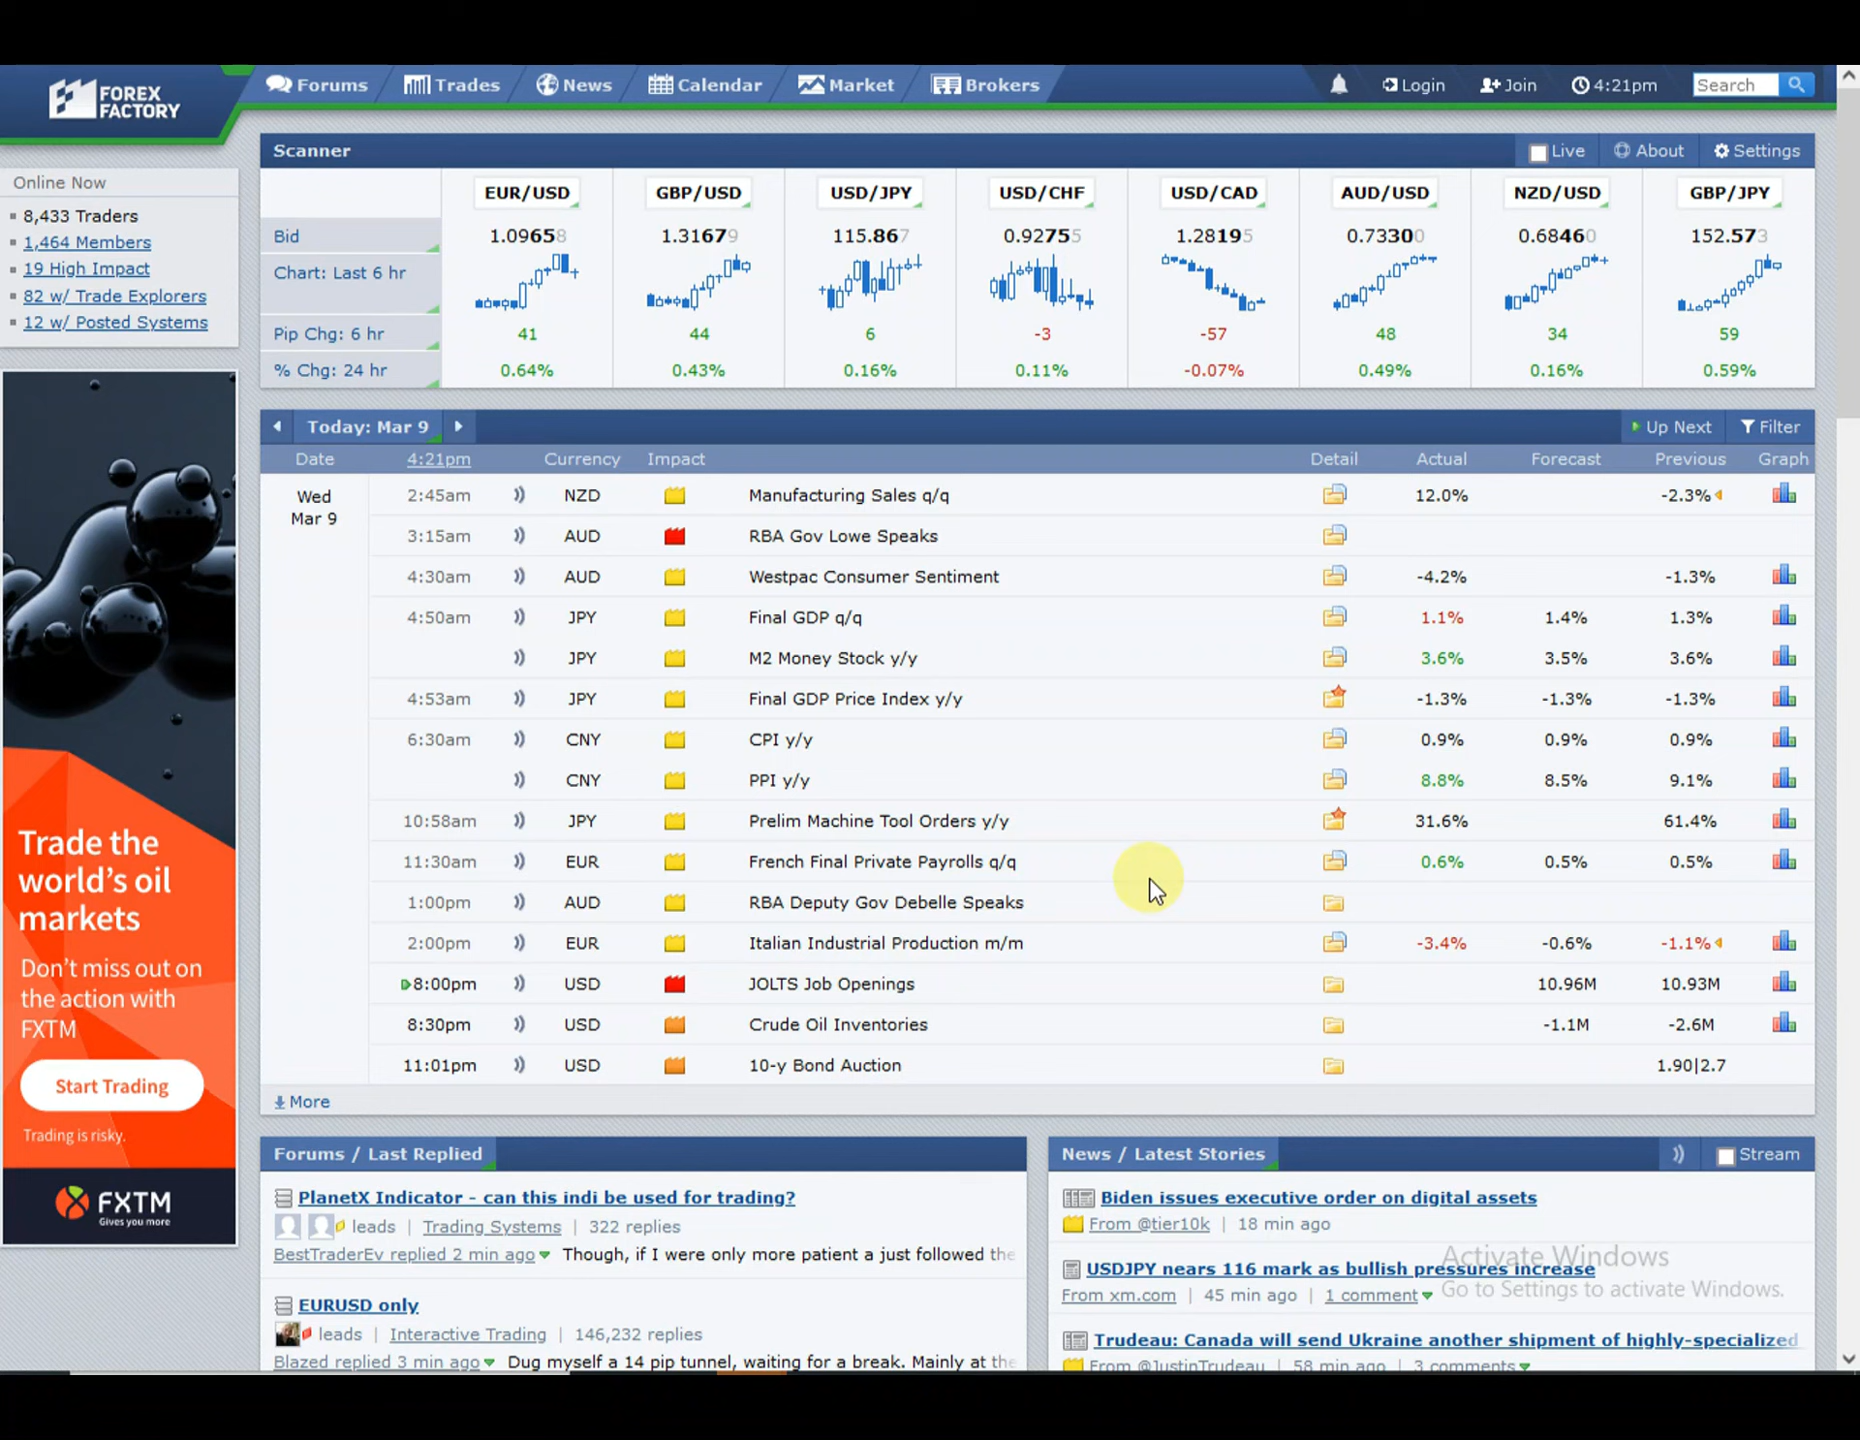 FOREX
FACTORY
Forums
Trades
News
Calendar
Market
Brokers
Login
Join
4:21pm
Search
Online Now
8,433 Traders
1,464 Members
19 High Impact
82 w/ Trade Explorers
12 w/ Posted Systems
Trade the
world's oil
markets
Don't miss out on
the action with
FXTM
Start Trading
Trading is risky.
FXTM
Gives you more
Scanner
Live
About
Settings
EUR/USD GBP/USD USD/JPY USD/CHF USD/CAD AUD/USD NZD/USD GBP/JPY
Bid 1.09658 1.31679 115.867 0.92755 1.28195 0.73300 0.68460 152.573
Chart: Last 6 hr
Pip Chg: 6 hr 41 44 6 -3 -57 48 34 59
% Chg: 24 hr 0.64% 0.43% 0.16% 0.11% -0.07% 0.49% 0.16% 0.59%
Today: Mar 9
Up Next
Filter
Date 4:21pm Currency Impact Detail Actual Forecast Previous Graph
Wed
Mar 9
2:45am NZD Manufacturing Sales q/q 12.0% -2.3%
3:15am AUD RBA Gov Lowe Speaks
4:30am AUD Westpac Consumer Sentiment -4.2% -1.3%
4:50am JPY Final GDP q/q 1.1% 1.4% 1.3%
JPY M2 Money Stock y/y 3.6% 3.5% 3.6%
4:53am JPY Final GDP Price Index y/y -1.3% -1.3% -1.3%
6:30am CNY CPI y/y 0.9% 0.9% 0.9%
CNY PPI y/y 8.8% 8.5% 9.1%
10:58am JPY Prelim Machine Tool Orders y/y 31.6% 61.4%
11:30am EUR French Final Private Payrolls q/q 0.6% 0.5% 0.5%
1:00pm AUD RBA Deputy Gov Debelle Speaks
2:00pm EUR Italian Industrial Production m/m -3.4% -0.6% -1.1%
8:00pm USD JOLTS Job Openings 10.96M 10.93M
8:30pm USD Crude Oil Inventories -1.1M -2.6M
11:01pm USD 10-y Bond Auction 1.90|2.7
More
Forums / Last Replied
PlanetX Indicator - can this indi be used for trading?
leads | Trading Systems | 322 replies
BestTraderEv replied 2 min ago Though, if I were only more patient a just followed the
EURUSD only
leads | Interactive Trading | 146,232 replies
Blazed replied 3 min ago Dug myself a 14 pip tunnel, waiting for a break. Mainly at the
News / Latest Stories
Stream
Biden issues executive order on digital assets
From @tier10k | 18 min ago
USDJPY nears 116 mark as bullish pressures increase
From xm.com | 45 min ago | 1 comment
Trudeau: Canada will send Ukraine another shipment of highly-specialized
From @JustinTrudeau | 58 min ago | 3 comments
Activate Windows
Go to Settings to activate Windows.